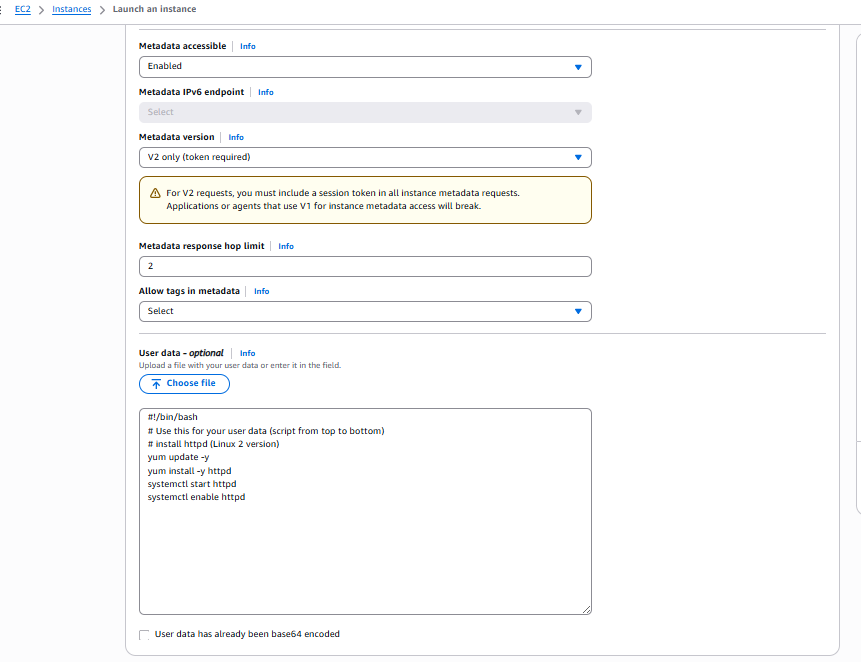 EC2 > Instances > Launch an instance
Metadata accessible | Info
Enabled
Metadata IPv6 endpoint | Info
Select
Metadata version | Info
V2 only (token required)
For V2 requests, you must include a session token in all instance metadata requests.
Applications or agents that use V1 for instance metadata access will break.
Metadata response hop limit | Info
2
Allow tags in metadata | Info
Select
User data - optional | Info
Upload a file with your user data or enter it in the field.
Choose file
#!/bin/bash
# Use this for your user data (script from top to bottom)
# install httpd (Linux 2 version)
yum update -y
yum install -y httpd
systemctl start httpd
systemctl enable httpd
User data has already been base64 encoded